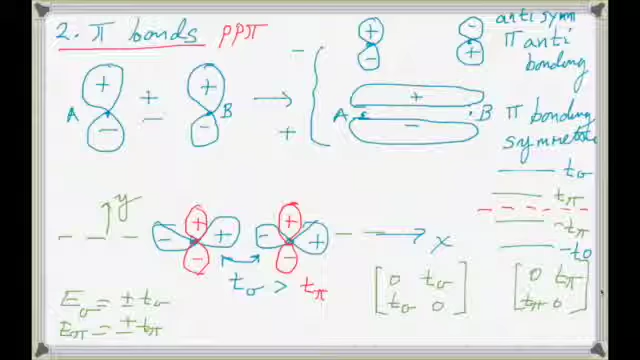 2. π bonds ppπ
anti sym
π anti
bonding
A + − + − + − B
− +
+ − − +
A + − B
π bonding
symmetric
tσ
tπ
−tπ
−tσ
y
− + − + − − + + − x
tσ > tπ
Eσ = ± tσ
Eπ = ± tπ
[0 tσ
tσ 0]
[0 tπ
tπ 0]